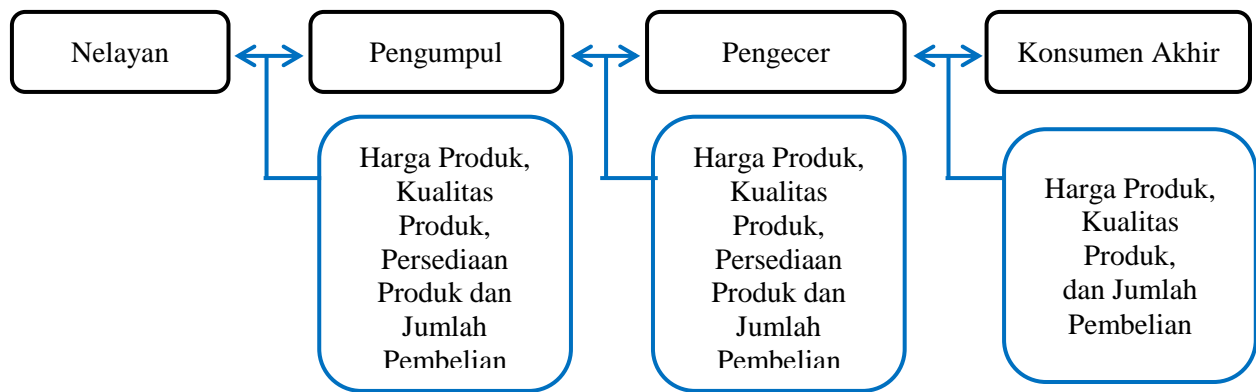 Nelayan
Pengumpul
Pengecer
Konsumen Akhir
Harga Produk,
Kualitas
Produk,
Persediaan
Produk dan
Jumlah
Pembelian
Harga Produk,
Kualitas
Produk,
Persediaan
Produk dan
Jumlah
Pembelian
Harga Produk,
Kualitas
Produk,
dan Jumlah
Pembelian